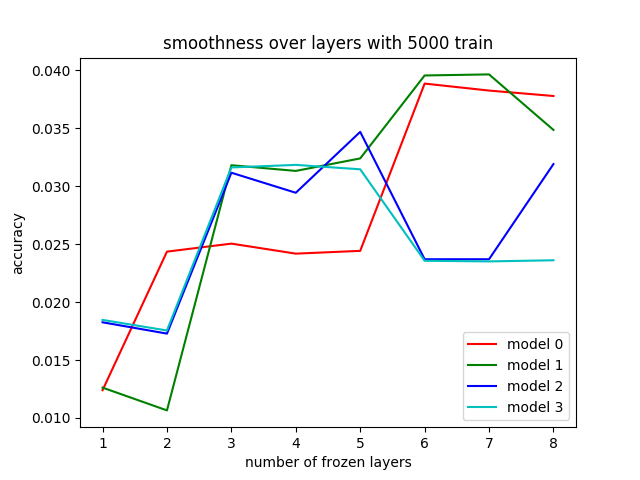 smoothness over layers with 5000 train
0.040
0.035
0.030
0.025
0.020
0.015
0.010
accuracy
1 2 3 4 5 6 7 8
number of frozen layers
model 0
model 1
model 2
model 3